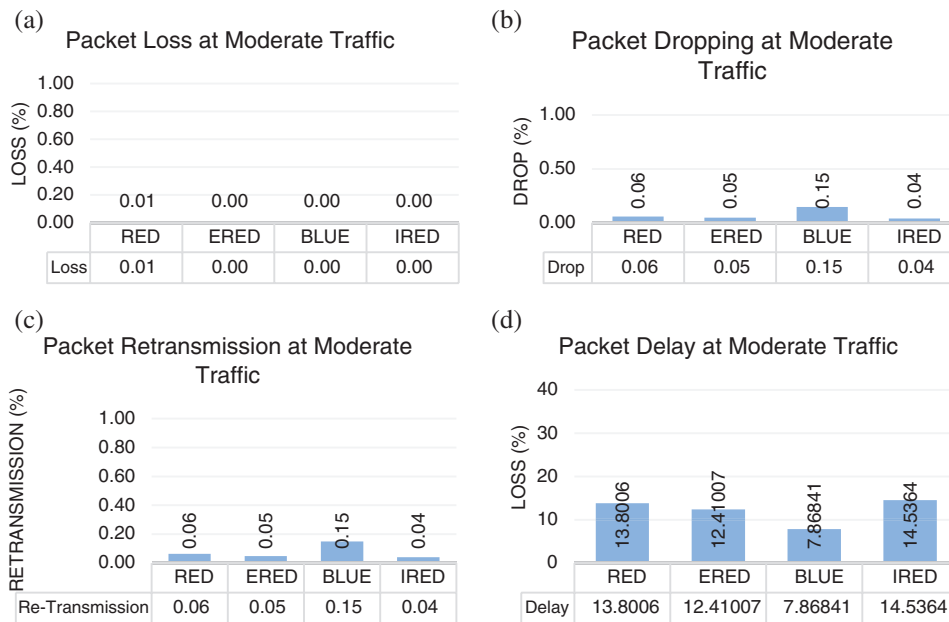 (a)
Packet Loss at Moderate Traffic
LOSS (%)
1.00
0.80
0.60
0.40
0.20
0.00
0.01 0.00 0.00 0.00
RED ERED BLUE IRED
Loss 0.01 0.00 0.00 0.00
(b)
Packet Dropping at Moderate
Traffic
DROP (%)
1.00
0.50
0.00
0.06 0.05 0.15 0.04
RED ERED BLUE IRED
Drop 0.06 0.05 0.15 0.04
(c)
Packet Retransmission at Moderate
Traffic
RETRANSMISSION (%)
1.00
0.80
0.60
0.40
0.20
0.00
0.06 0.05 0.15 0.04
RED ERED BLUE IRED
Re-Transmission 0.06 0.05 0.15 0.04
(d)
Packet Delay at Moderate Traffic
LOSS (%)
40
30
20
10
0
13.8006 12.41007 7.86841 14.5364
RED ERED BLUE IRED
Delay 13.8006 12.41007 7.86841 14.5364